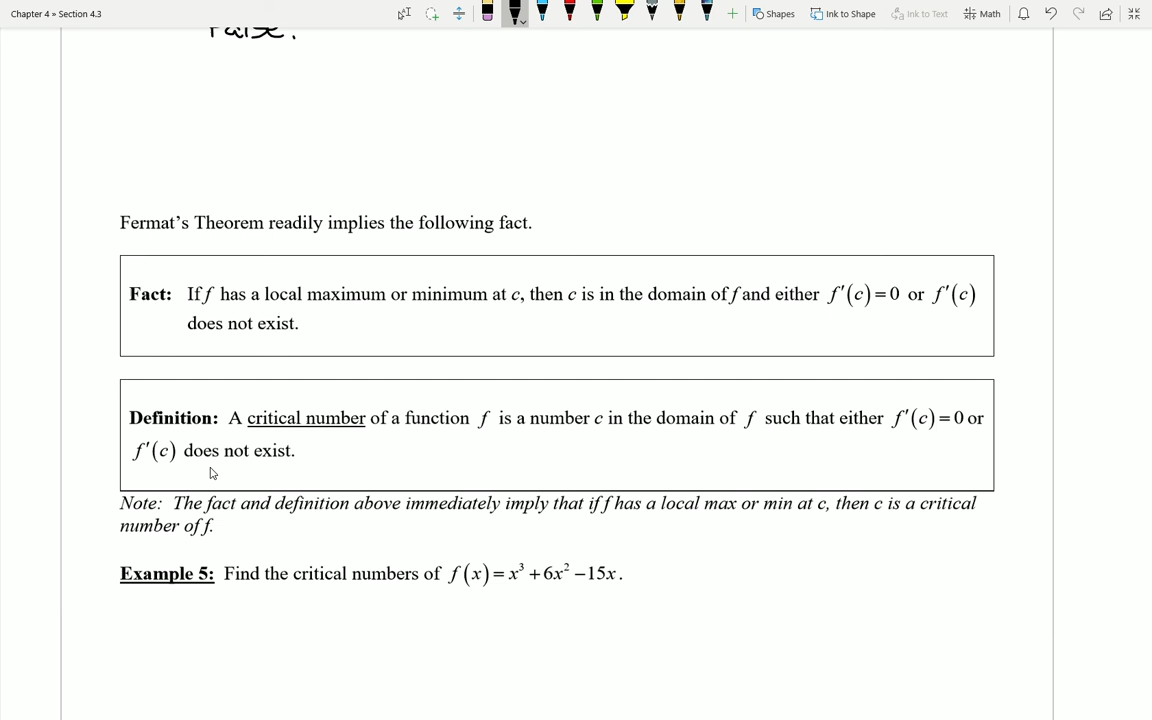 Chapter 4 » Section 4.3
Shapes
Ink to Shape
Ink to Text
Math
False.
Fermat's Theorem readily implies the following fact.
Fact: If f has a local maximum or minimum at c, then c is in the domain of f and either f′(c)=0 or f′(c)
does not exist.
Definition: A critical number of a function f is a number c in the domain of f such that either f′(c)=0 or
f′(c) does not exist.
Note: The fact and definition above immediately imply that if f has a local max or min at c, then c is a critical
number of f.
Example 5: Find the critical numbers of f(x)=x³+6x²−15x.